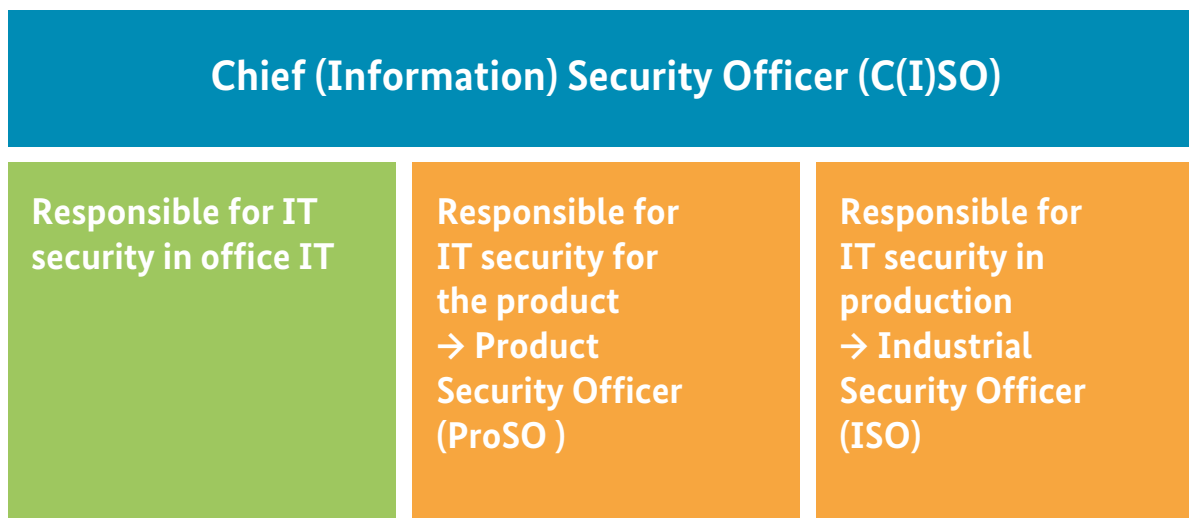 Chief (Information) Security Officer (C(I)SO)
Responsible for IT
security in office IT
Responsible for
IT security for
the product
→ Product
Security Officer
(ProSO )
Responsible for
IT security in
production
→ Industrial
Security Officer
(ISO)